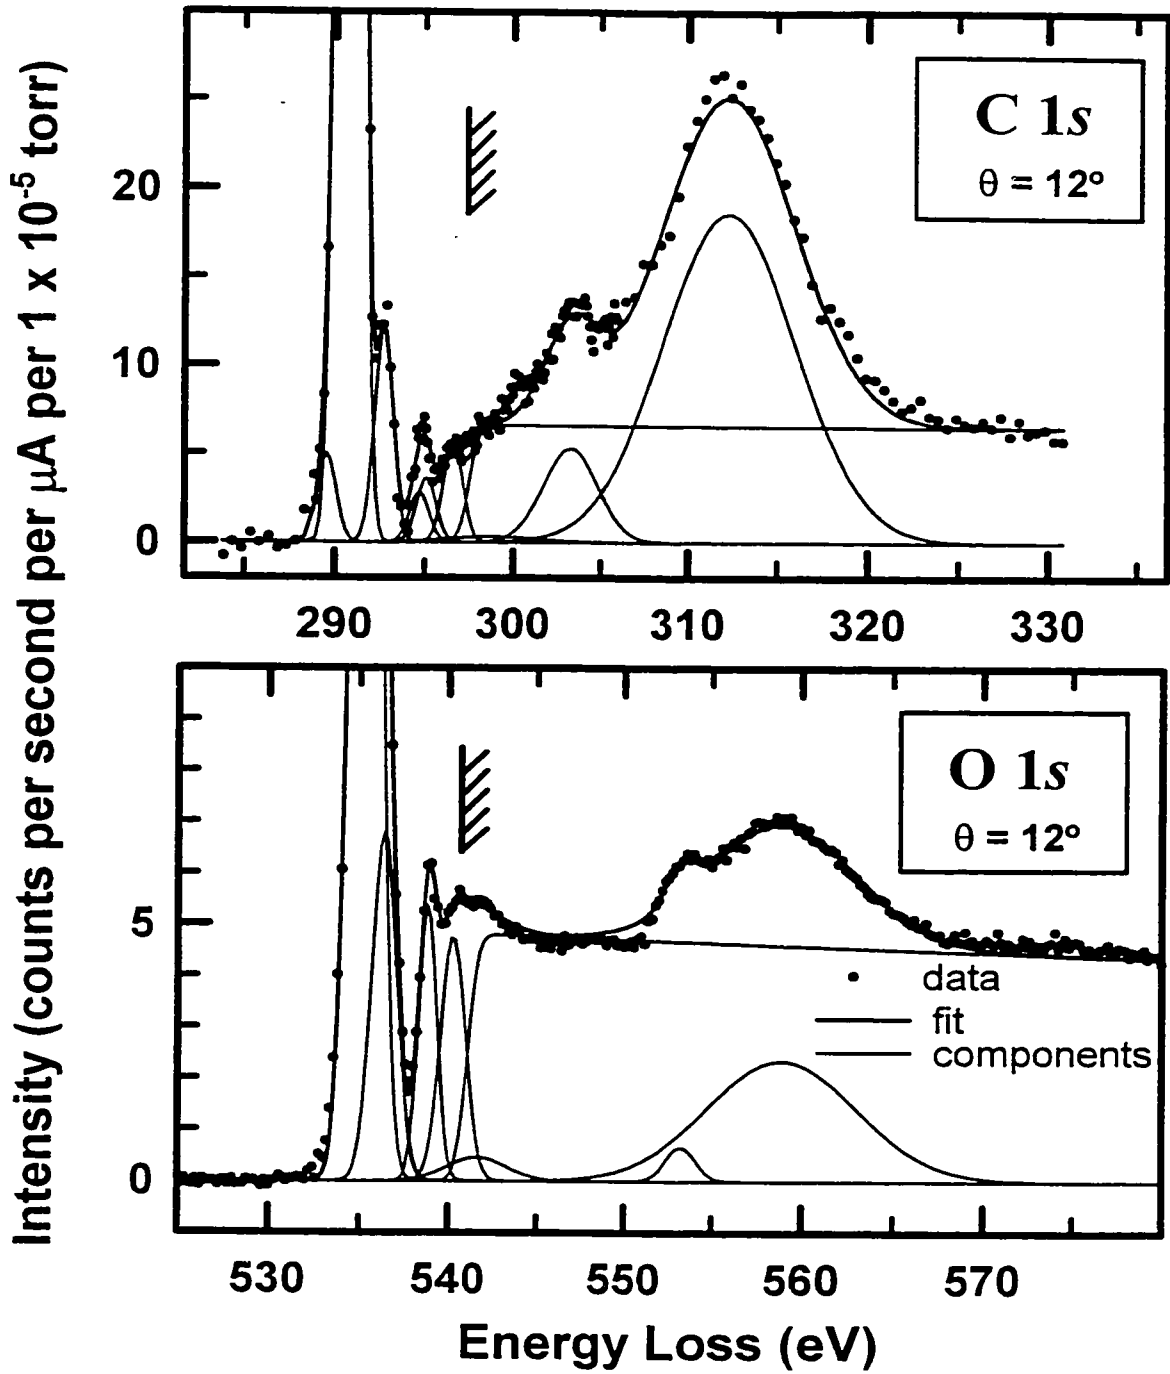 Intensity (counts per second per μA per 1 x 10⁻⁵ torr)
C 1s
θ = 12°
20
10
0
290 300 310 320 330
O 1s
θ = 12°
5
data
fit
components
0
530 540 550 560 570
Energy Loss (eV)